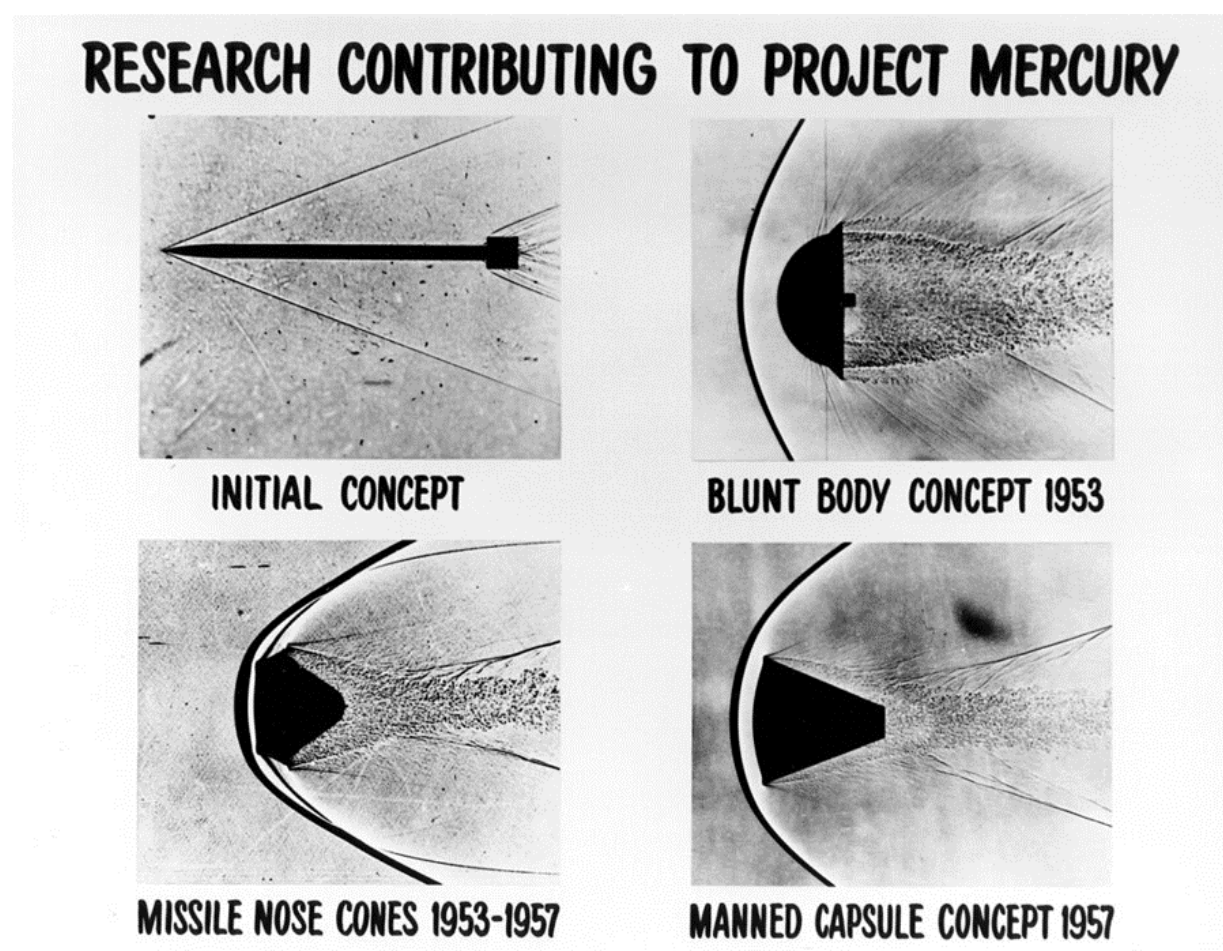 RESEARCH CONTRIBUTING TO PROJECT MERCURY
INITIAL CONCEPT
BLUNT BODY CONCEPT 1953
MISSILE NOSE CONES 1953-1957
MANNED CAPSULE CONCEPT 1957